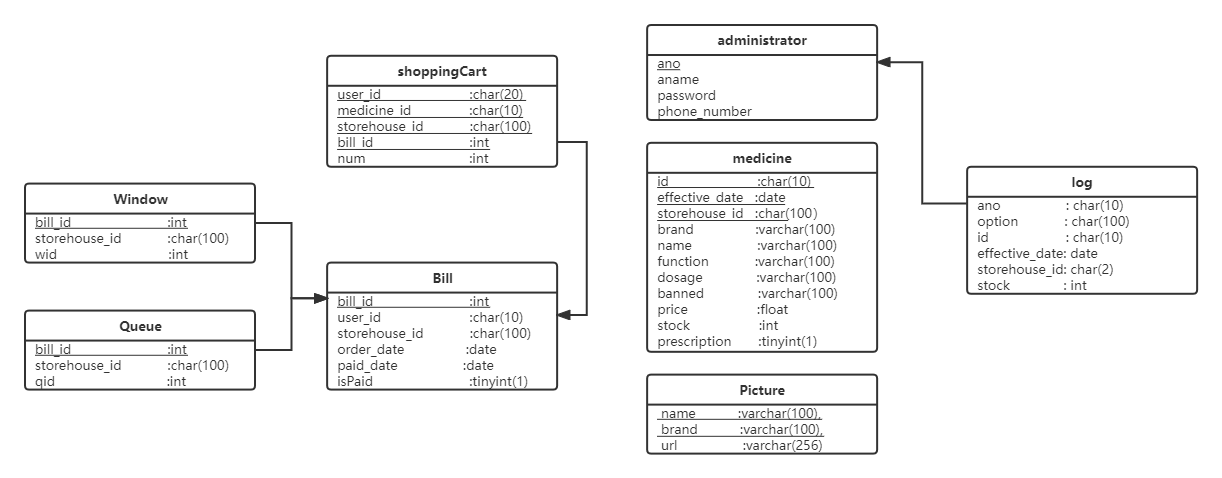 administrator
ano
aname
password
phone_number
shoppingCart
user_id :char(20)
medicine_id :char(10)
storehouse_id :char(100)
bill_id :int
num :int
medicine
id :char(10)
effective_date :date
storehouse_id :char(100)
brand :varchar(100)
name :varchar(100)
function :varchar(100)
dosage :varchar(100)
banned :varchar(100)
price :float
stock :int
prescription :tinyint(1)
log
ano : char(10)
option : char(100)
id : char(10)
effective_date: date
storehouse_id: char(2)
stock : int
Window
bill_id :int
storehouse_id :char(100)
wid :int
Bill
bill_id :int
user_id :char(10)
storehouse_id :char(100)
order_date :date
paid_date :date
isPaid :tinyint(1)
Queue
bill_id :int
storehouse_id :char(100)
qid :int
Picture
name :varchar(100),
brand :varchar(100),
url :varchar(256)